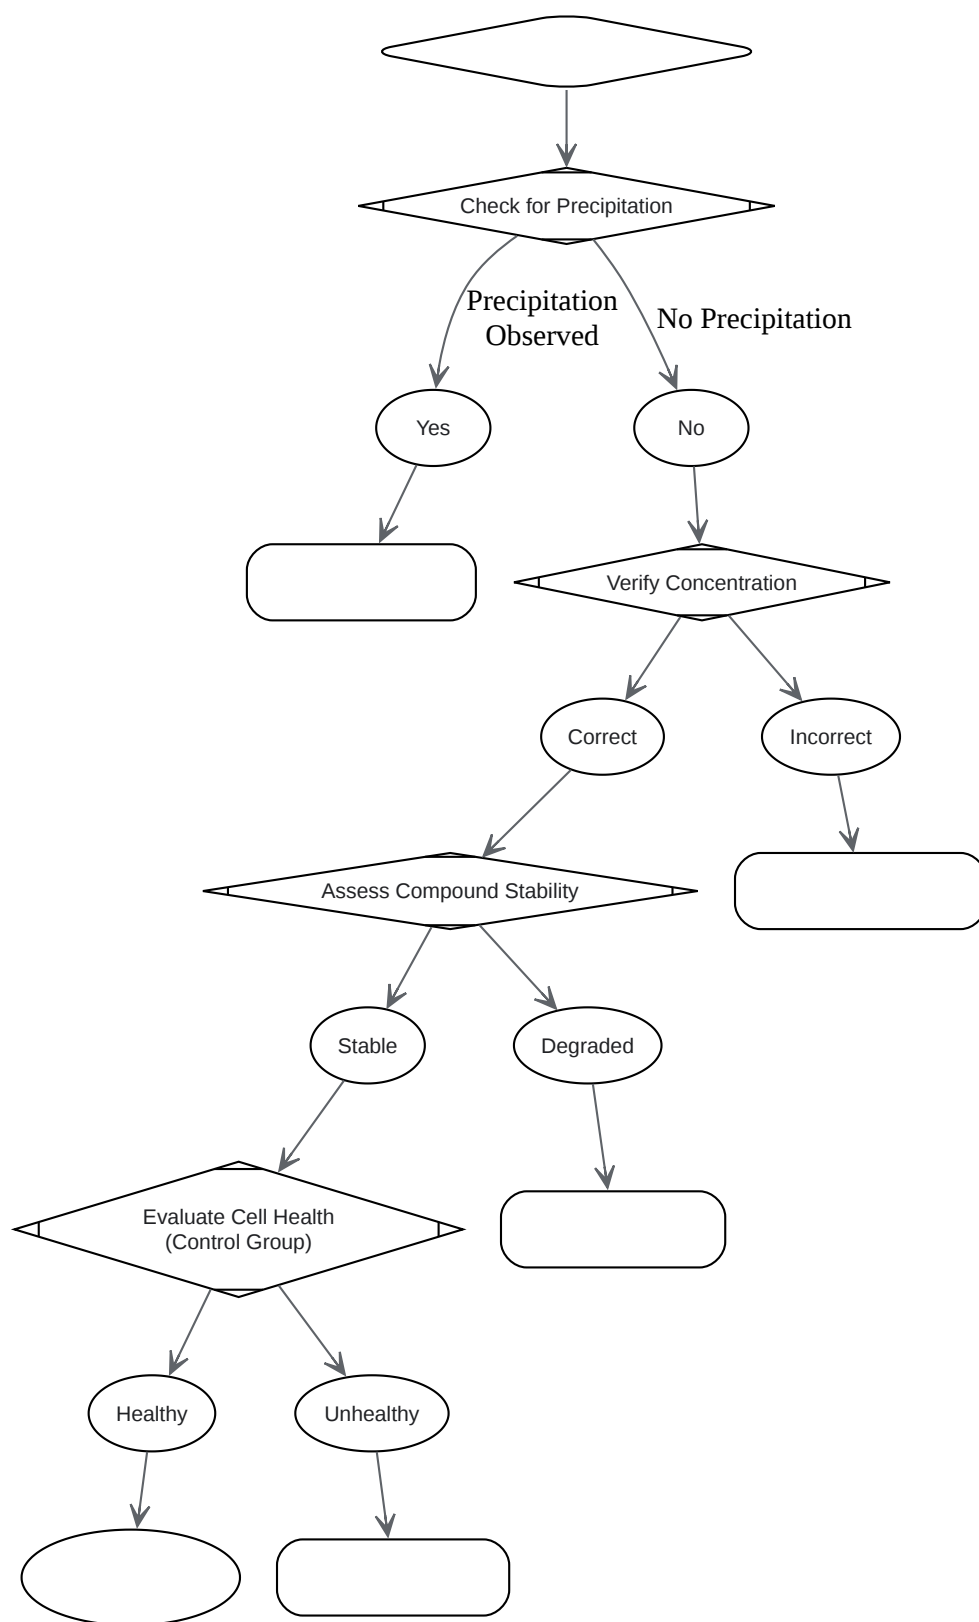 Check for Precipitation
Precipitation
Observed
No Precipitation
Yes
No
Verify Concentration
Correct
Incorrect
Assess Compound Stability
Stable
Degraded
Evaluate Cell Health
(Control Group)
Healthy
Unhealthy